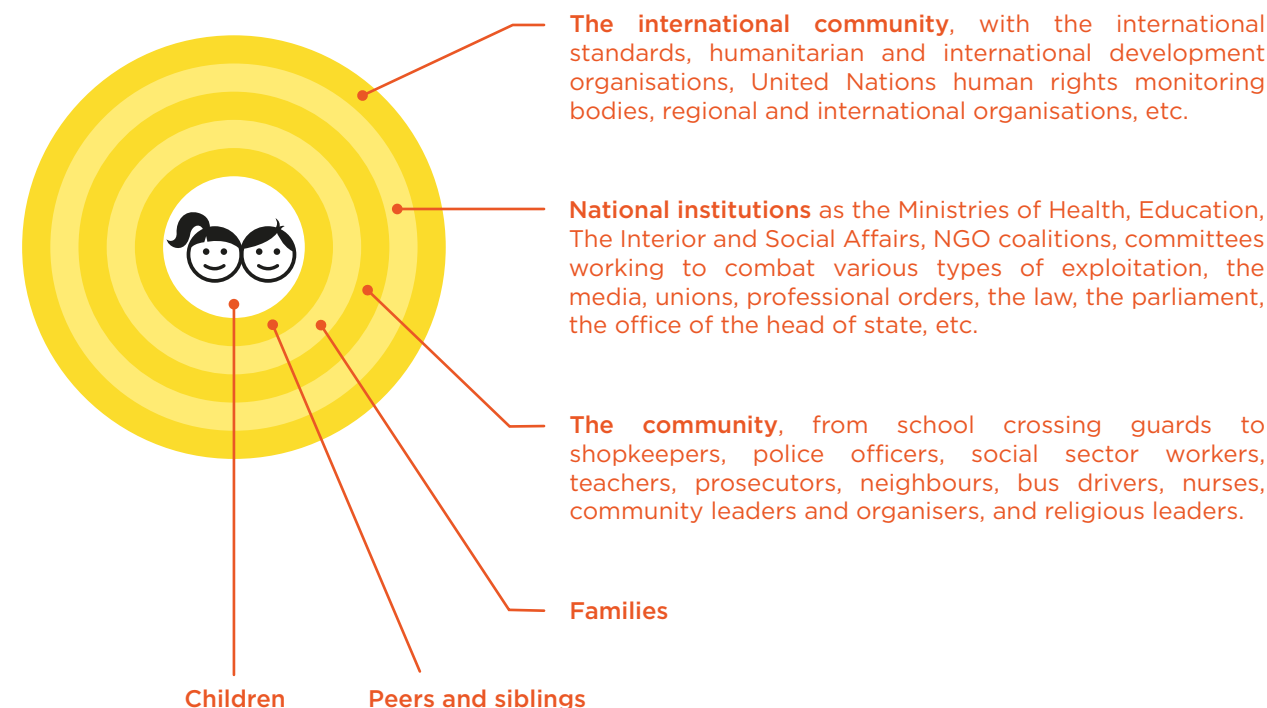 The international community, with the international
standards, humanitarian and international development
organisations, United Nations human rights monitoring
bodies, regional and international organisations, etc.
National institutions as the Ministries of Health, Education,
The Interior and Social Affairs, NGO coalitions, committees
working to combat various types of exploitation, the
media, unions, professional orders, the law, the parliament,
the office of the head of state, etc.
The community, from school crossing guards to
shopkeepers, police officers, social sector workers,
teachers, prosecutors, neighbours, bus drivers, nurses,
community leaders and organisers, and religious leaders.
Families
Children
Peers and siblings